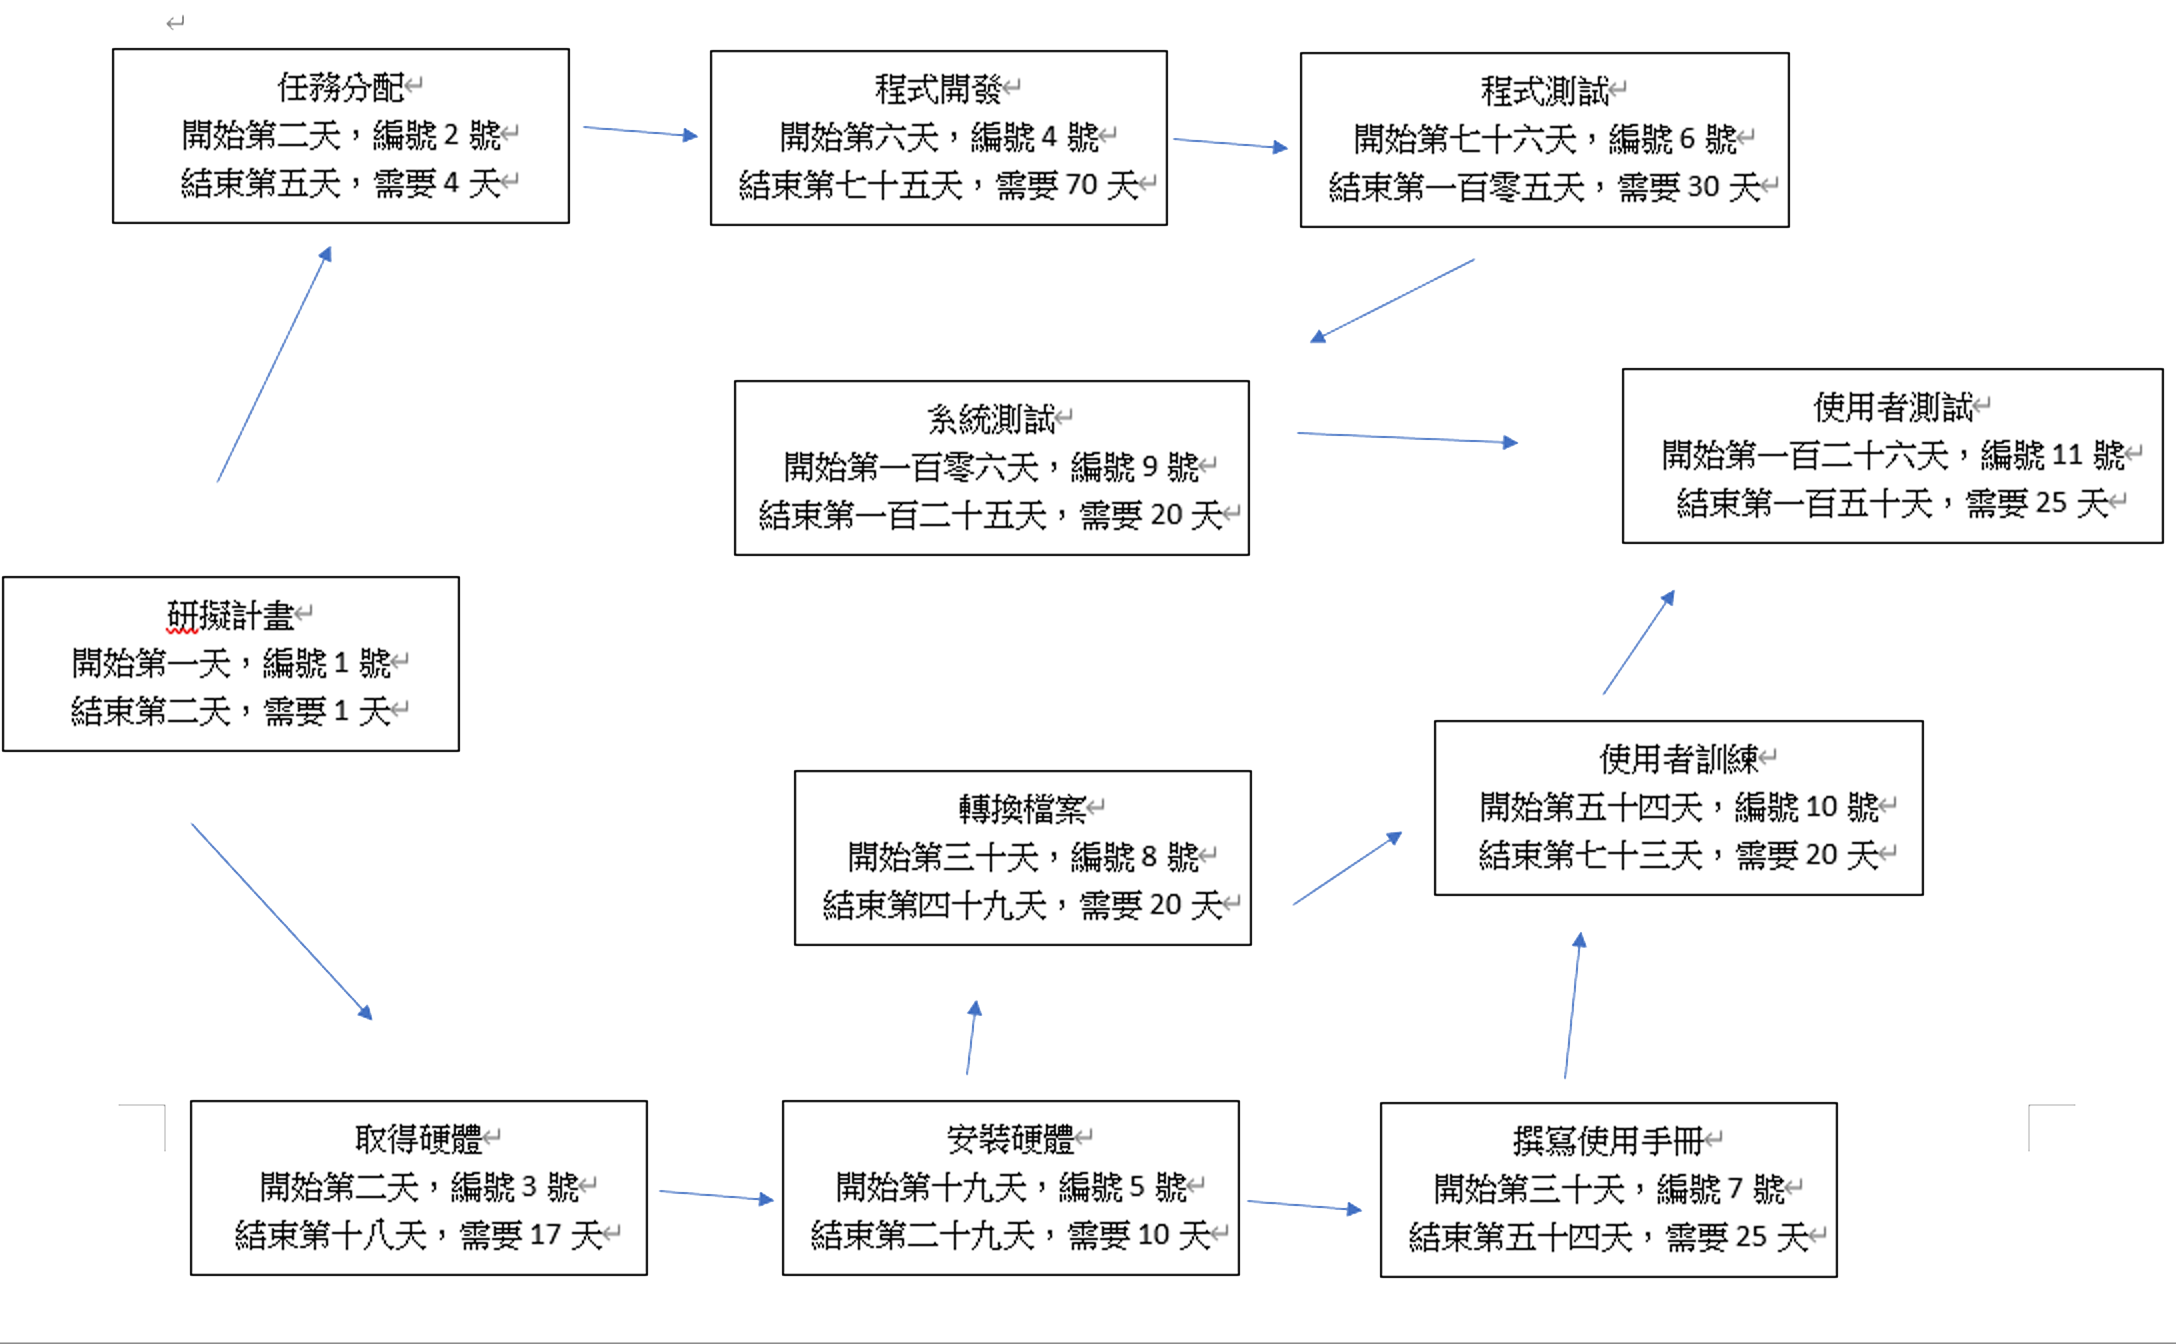 任務分配
開始第二天，編號 2 號
結束第五天，需要 4 天
程式開發
開始第六天，編號 4 號
結束第七十五天，需要 70 天
程式測試
開始第七十六天，編號 6 號
結束第一百零五天，需要 30 天
系統測試
開始第一百零六天，編號 9 號
結束第一百二十五天，需要 20 天
使用者測試
開始第一百二十六天，編號 11 號
結束第一百五十天，需要 25 天
研擬計畫
開始第一天，編號 1 號
結束第二天，需要 1 天
轉換檔案
開始第三十天，編號 8 號
結束第四十九天，需要 20 天
使用者訓練
開始第五十四天，編號 10 號
結束第七十三天，需要 20 天
取得硬體
開始第二天，編號 3 號
結束第十八天，需要 17 天
安裝硬體
開始第十九天，編號 5 號
結束第二十九天，需要 10 天
撰寫使用手冊
開始第三十天，編號 7 號
結束第五十四天，需要 25 天